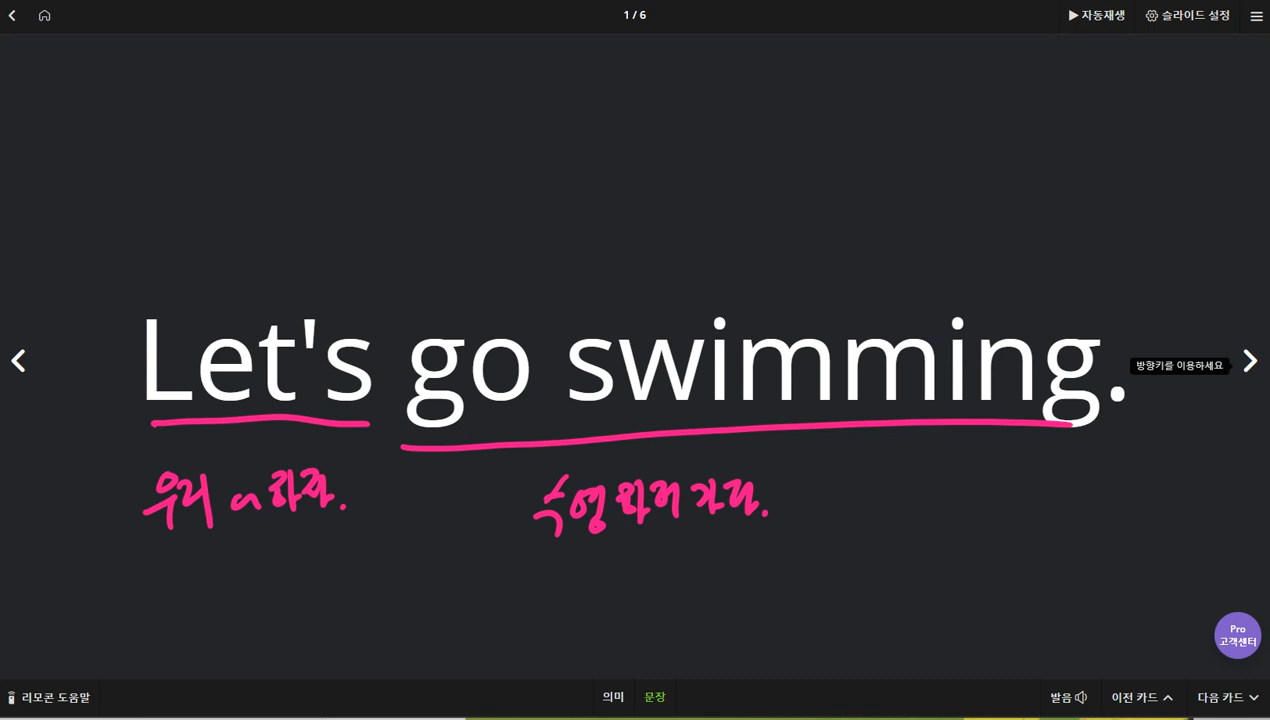 1 / 6
자동재생
슬라이드 설정
Let's go swimming.
방향키를 이용하세요
우리 ~ 하자.
수영하러 가다.
Pro
고객센터
리모콘 도움말
의미
문장
발음
이전 카드
다음 카드